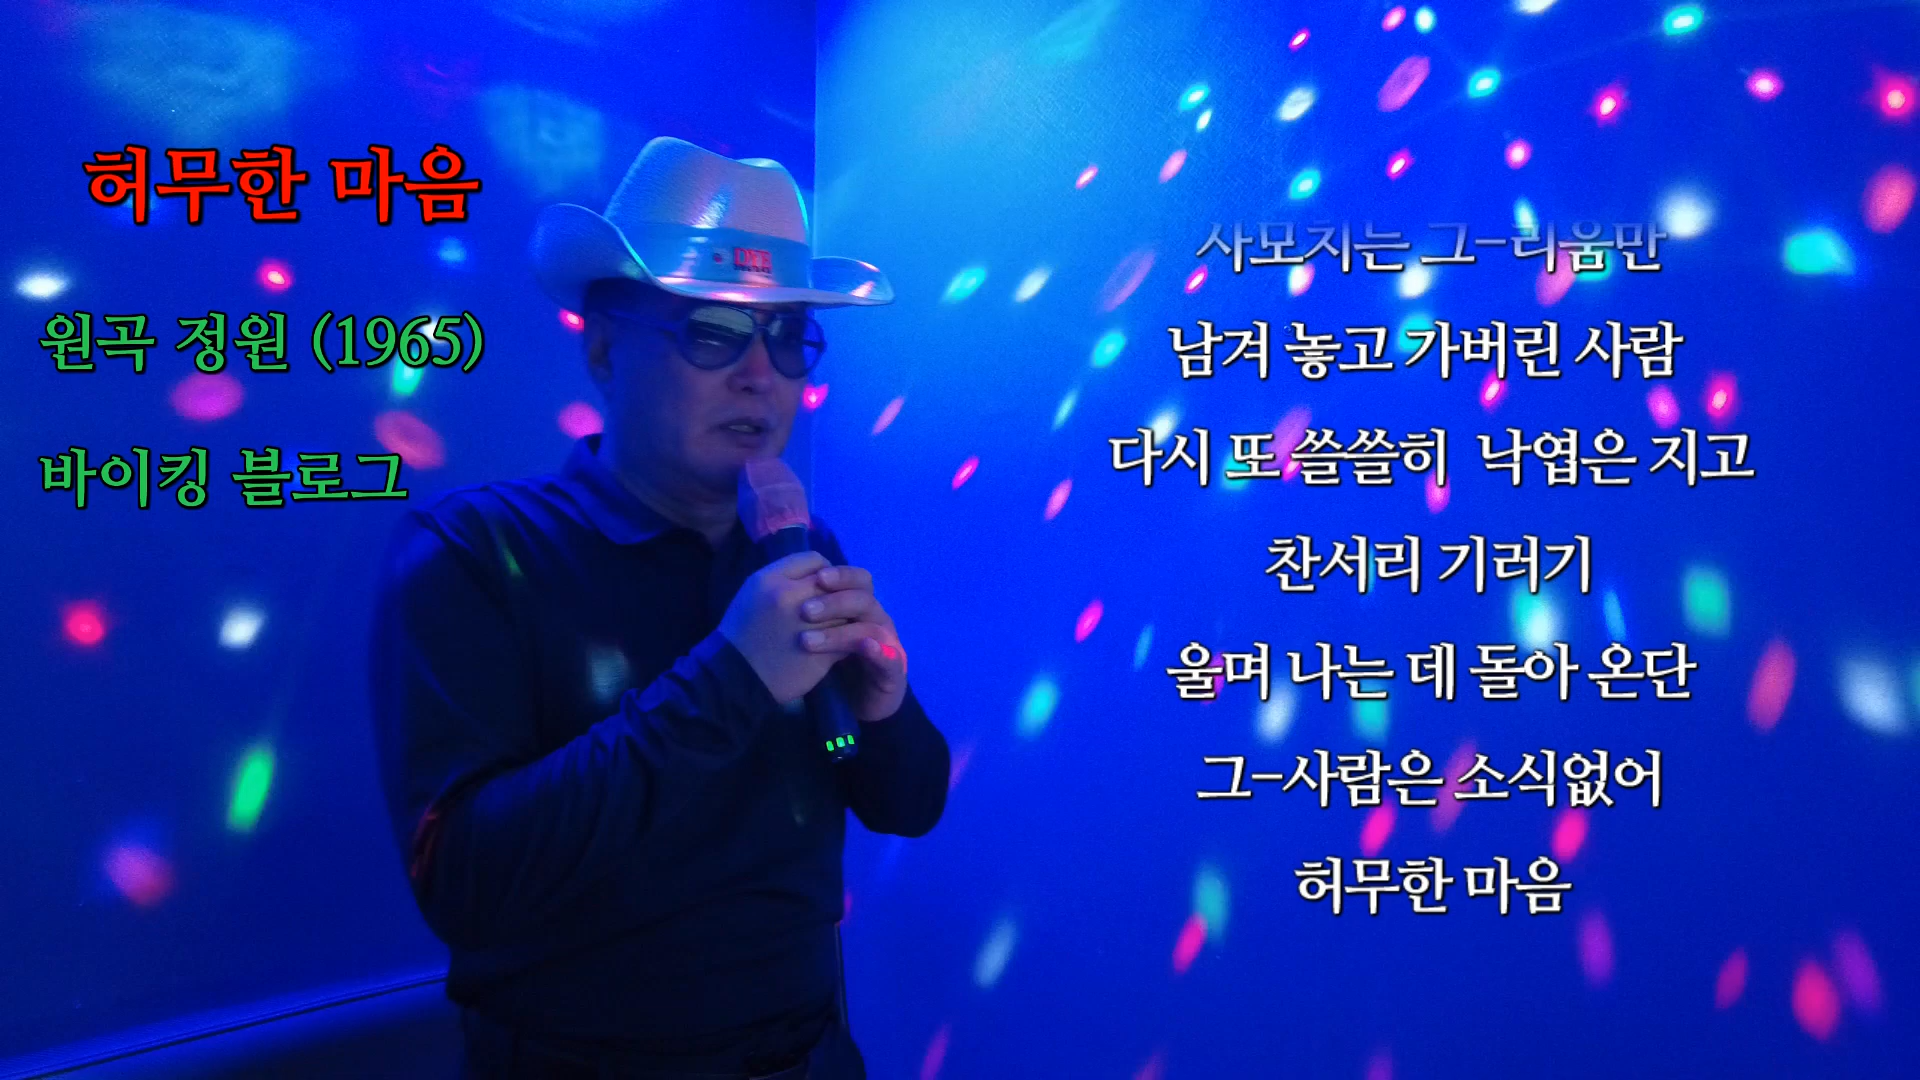 허무한 마음
원곡 정원 (1965)
바이킹 블로그
사모치는 그-리움만
남겨 놓고 가버린 사람
다시 또 쓸쓸히 낙엽은 지고
찬서리 기러기
울며 나는 데 돌아 온단
그-사람은 소식없어
허무한 마음